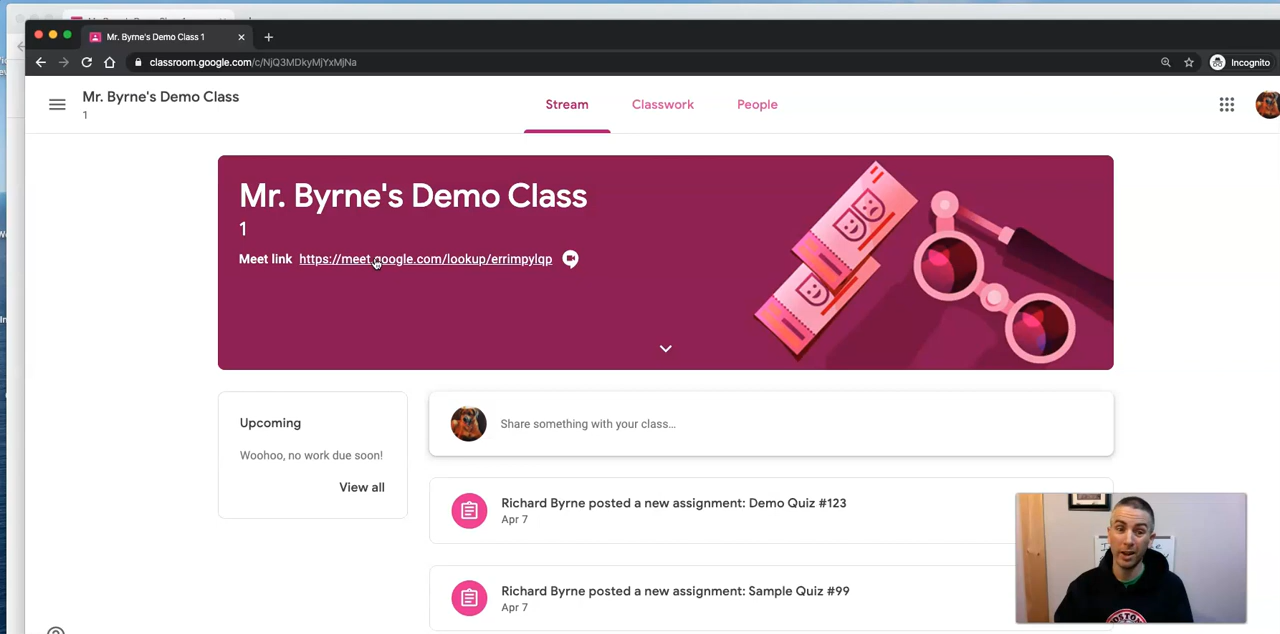 Mr. Byrne's Demo Class 1
classroom.google.com/c/NjQ3MDkyMjYxMjNa
Incognito
Mr. Byrne's Demo Class
1
Stream
Classwork
People
Mr. Byrne's Demo Class
1
Meet link https://meet.google.com/lookup/errimpylqp
Upcoming
Woohoo, no work due soon!
View all
Share something with your class...
Richard Byrne posted a new assignment: Demo Quiz #123
Apr 7
Richard Byrne posted a new assignment: Sample Quiz #99
Apr 7